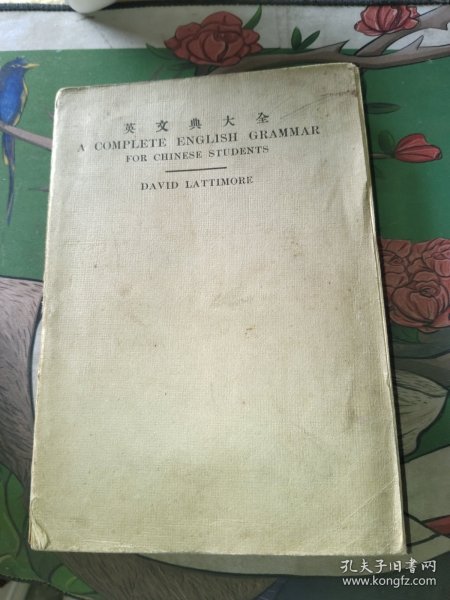 英文典大全
A COMPLETE ENGLISH GRAMMAR
FOR CHINESE STUDENTS
DAVID LATTIMORE
孔夫子旧书网
www.kongfz.com